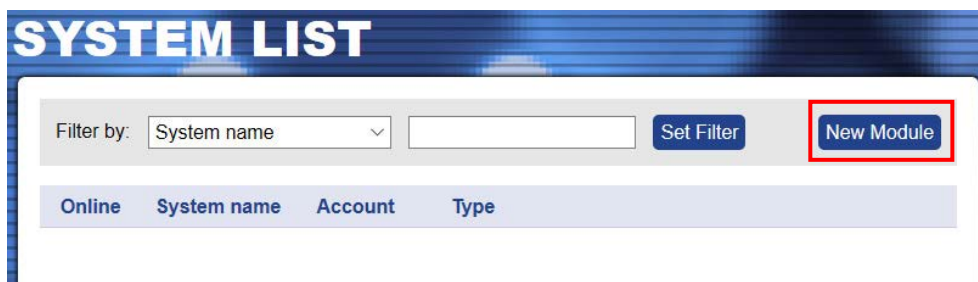 SYSTEM LIST
Filter by: System name Set Filter New Module
Online System name Account Type